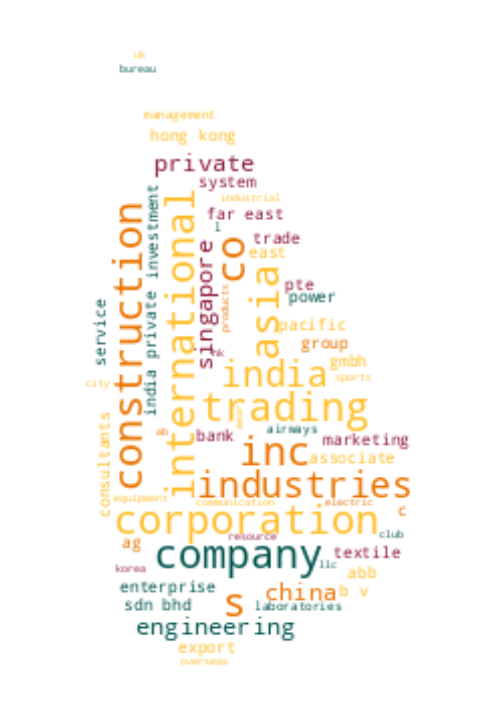 uk
bureau
management
hong kong
private
system
industrial
far east
l
trade
east
construction
india private investment
international
singapore
co
asia
products
pte
power
service
pacific
group
hk
gmbh
india
sports
city
trading
consultants
airways
ab
bank
marketing
inc
associate
industries
equipment
communication
electric
corporation
c
resource
club
ag
company
textile
llc
korea
abb
enterprise
china
b v
s
sdn bhd
laboratories
engineering
export
overseas